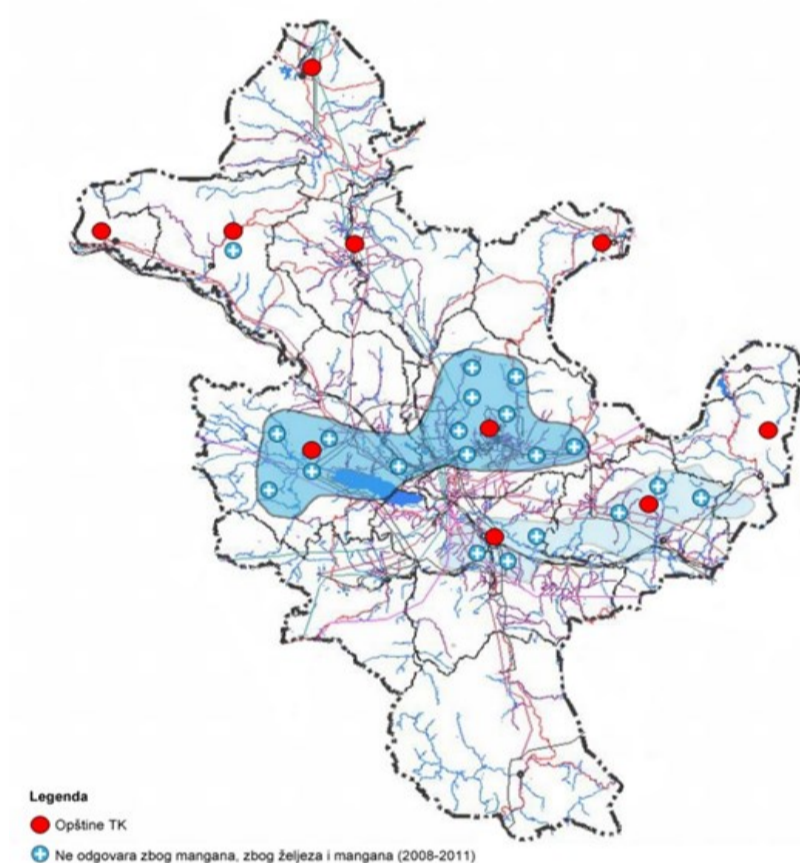 Legenda
Opštine TK
Ne odgovara zbog mangana, zbog željeza i mangana (2008-2011)